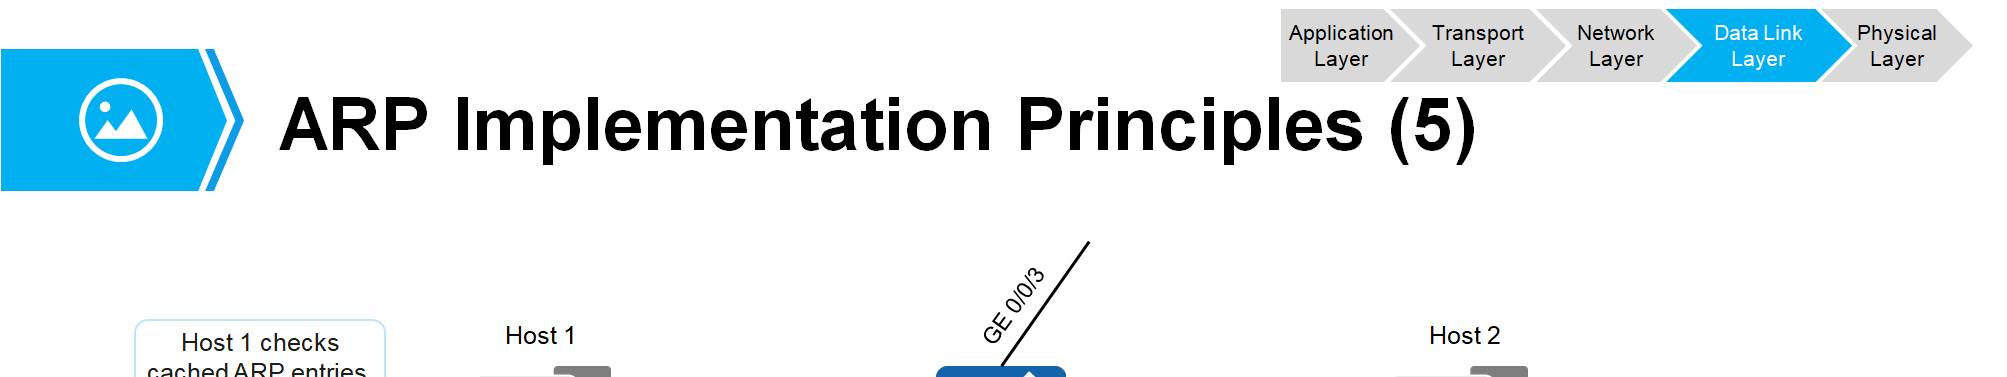 Application
Layer
Transport
Layer
Network
Layer
Data Link
Layer
Physical
Layer
ARP Implementation Principles (5)
GE 0/0/3
Host 1 checks
cached ARP entries
Host 1
Host 2